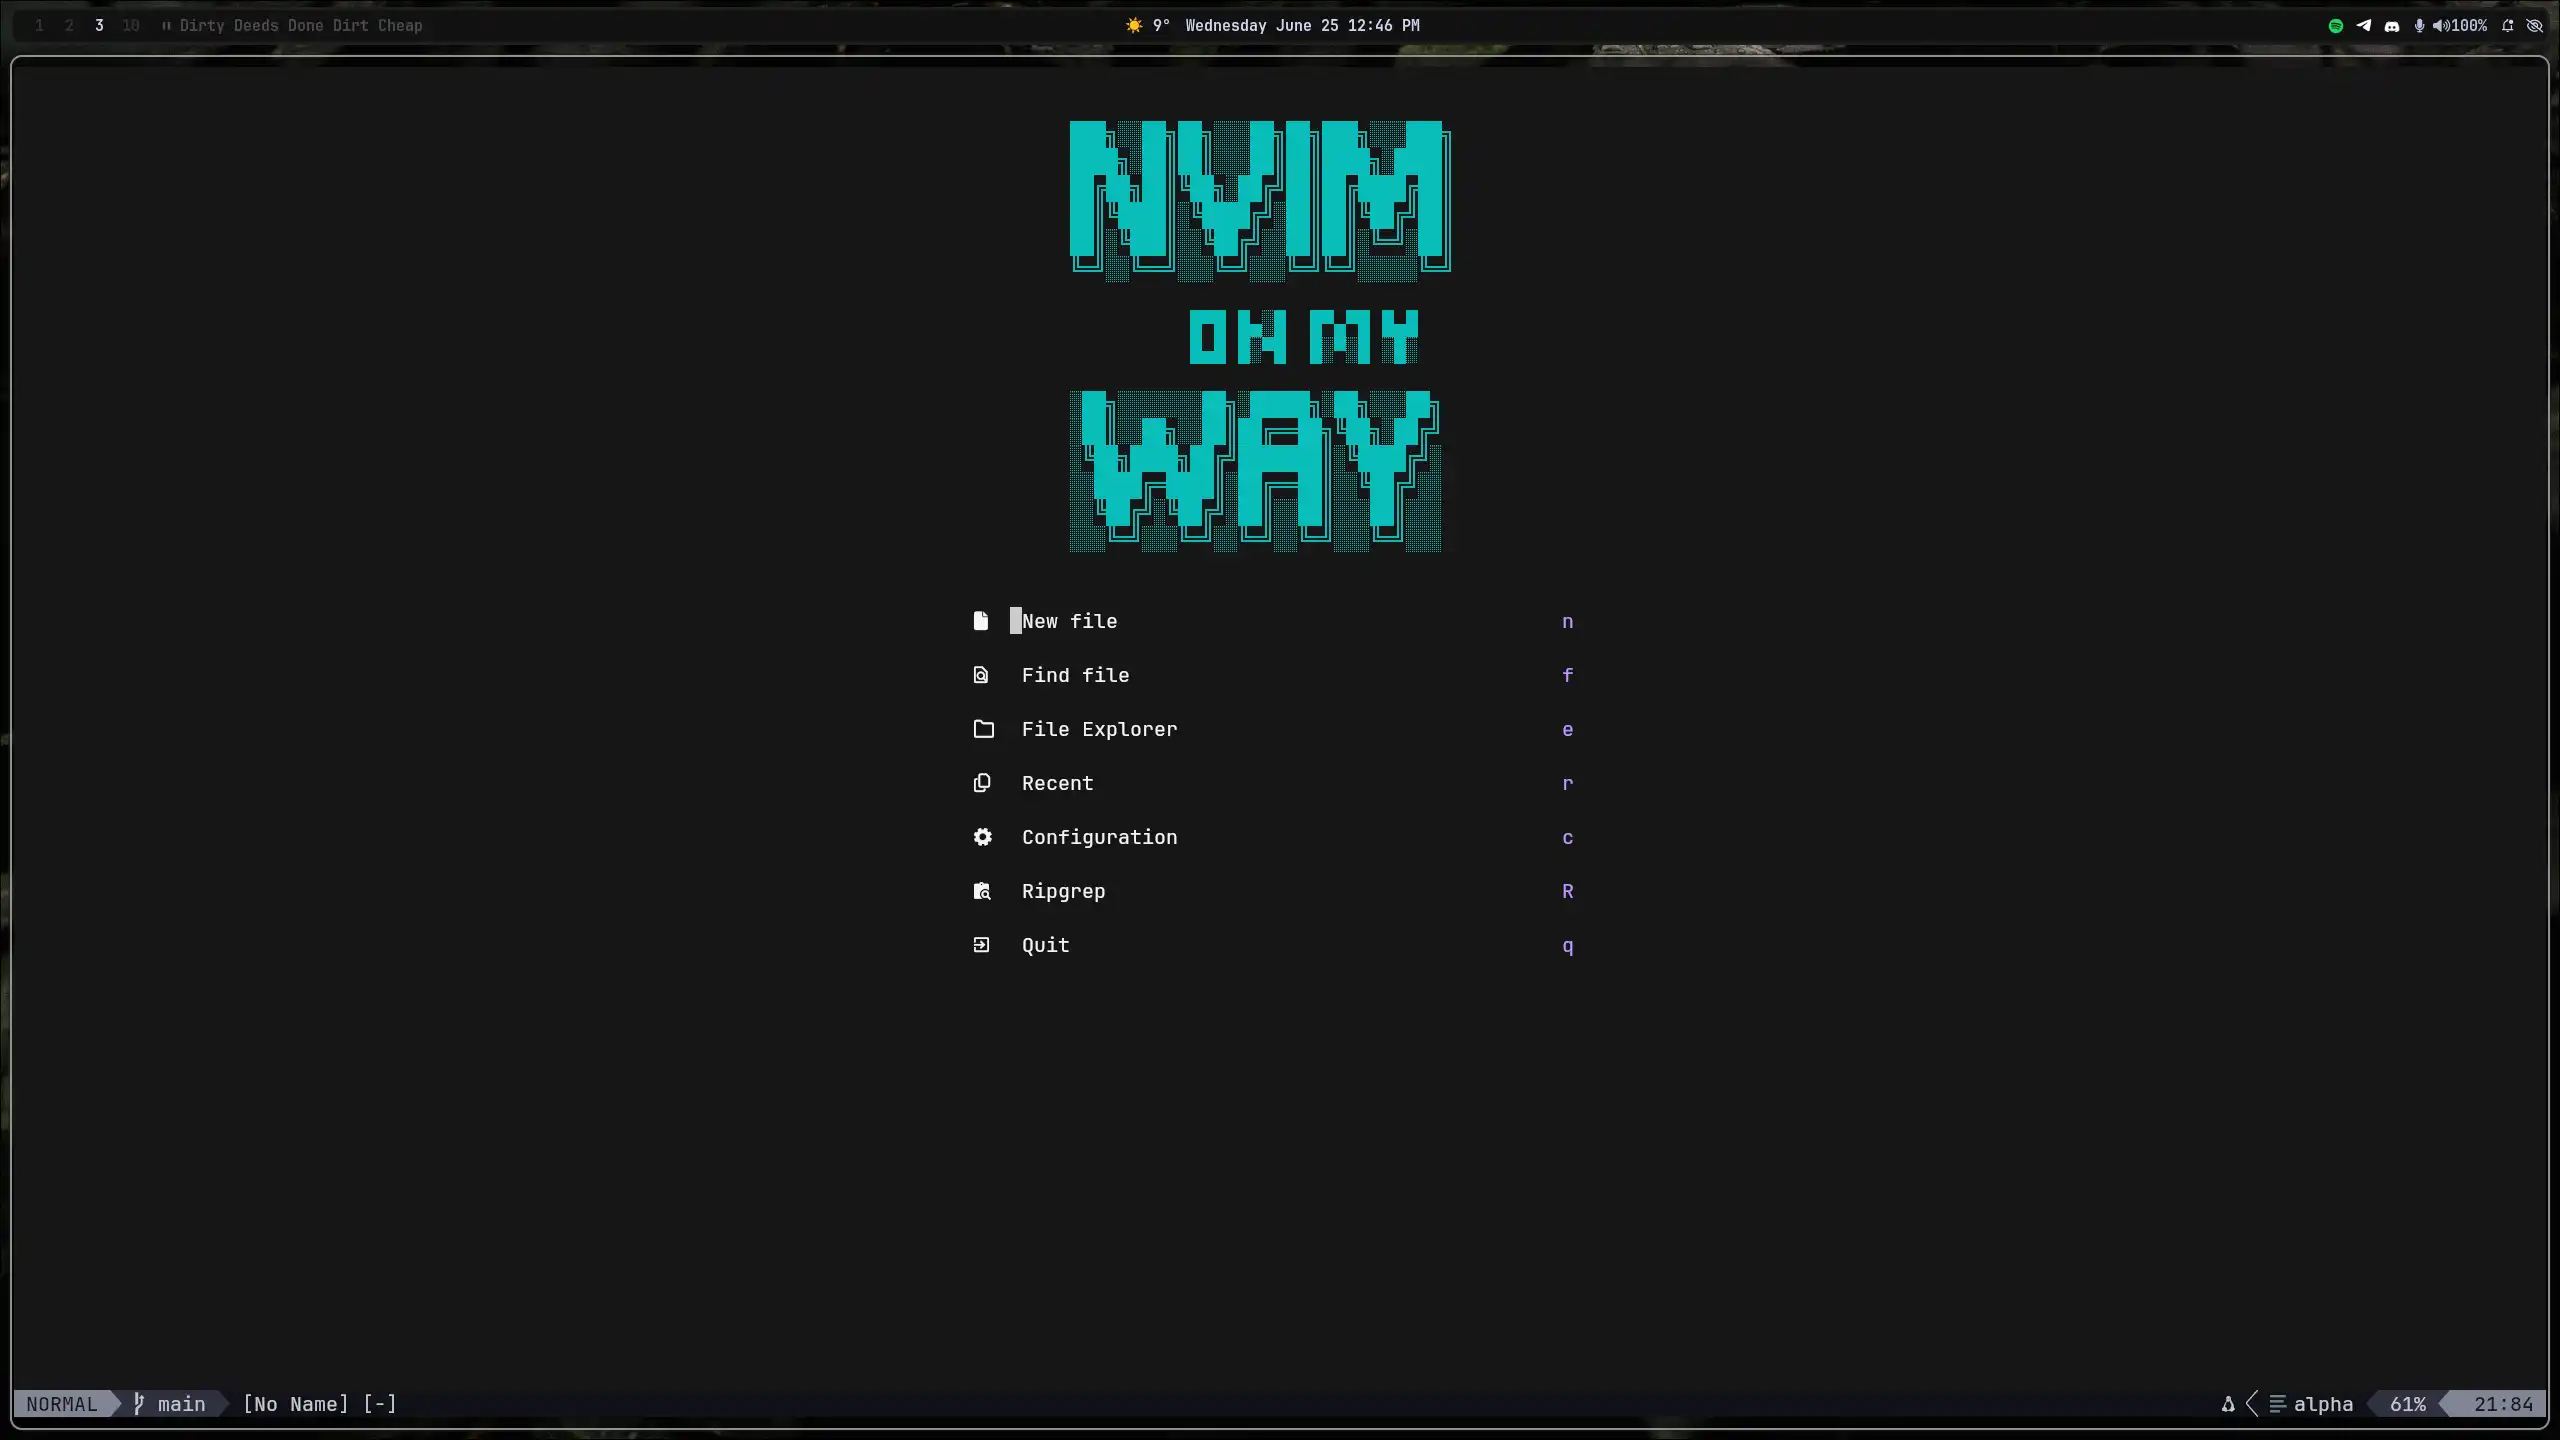 1 2 3 10 Dirty Deeds Done Dirt Cheap
9° Wednesday June 25 12:46 PM
100%
NVIM
ON MY
WAY
New file n
Find file f
File Explorer e
Recent r
Configuration c
Ripgrep R
Quit q
NORMAL main [No Name] [-]
alpha 61% 21:84